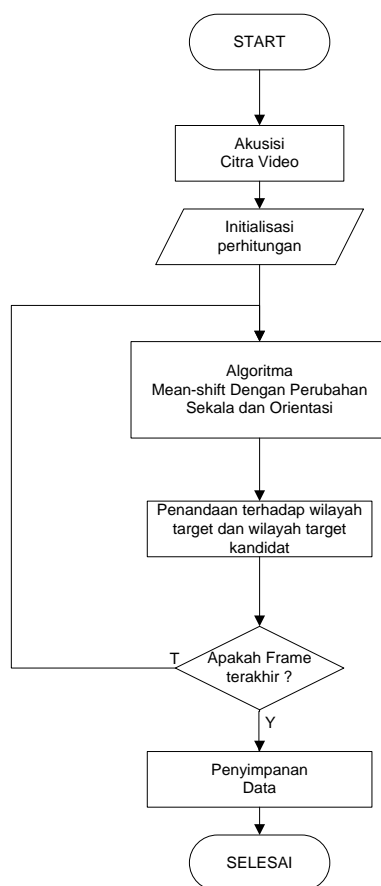 START
Akusisi
Citra Video
Initialisasi
perhitungan
Algoritma
Mean-shift Dengan Perubahan
Sekala dan Orientasi
Penandaan terhadap wilayah
target dan wilayah target
kandidat
T
Apakah Frame
terakhir ?
Y
Penyimpanan
Data
SELESAI